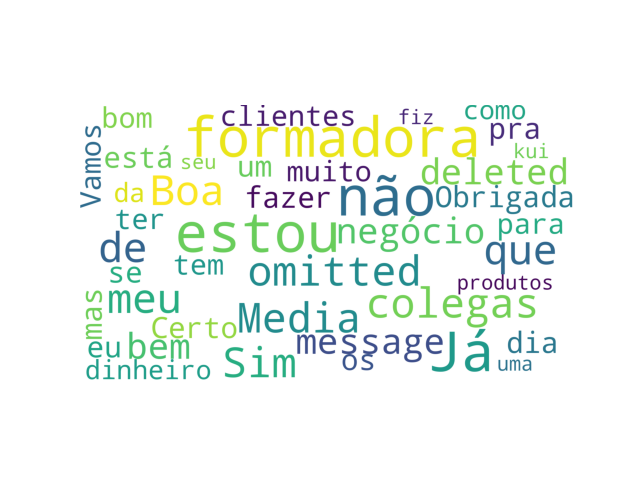 bom clientes fiz como
Vamos formadora pra
está seu um muito deleted kui
da Boa fazer não Obrigada
ter estou negócio para
de que
se tem omitted produtos
mas meu Media colegas
Certo message Já dia
eu bem Sim os uma
dinheiro